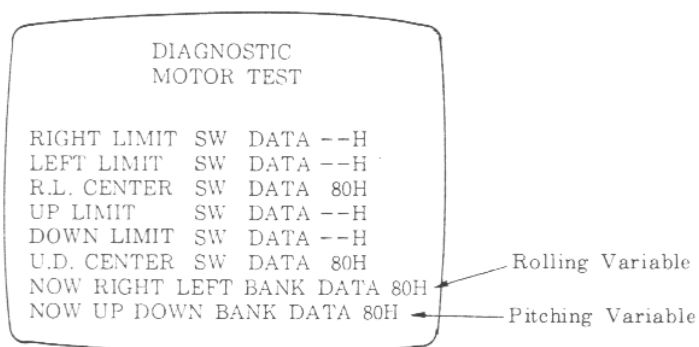 DIAGNOSTIC
MOTOR TEST
RIGHT LIMIT SW DATA --H
LEFT LIMIT SW DATA --H
R.L. CENTER SW DATA 80H
UP LIMIT SW DATA --H
DOWN LIMIT SW DATA --H
U.D. CENTER SW DATA 80H
NOW RIGHT LEFT BANK DATA 80H
NOW UP DOWN BANK DATA 80H
Rolling Variable
Pitching Variable